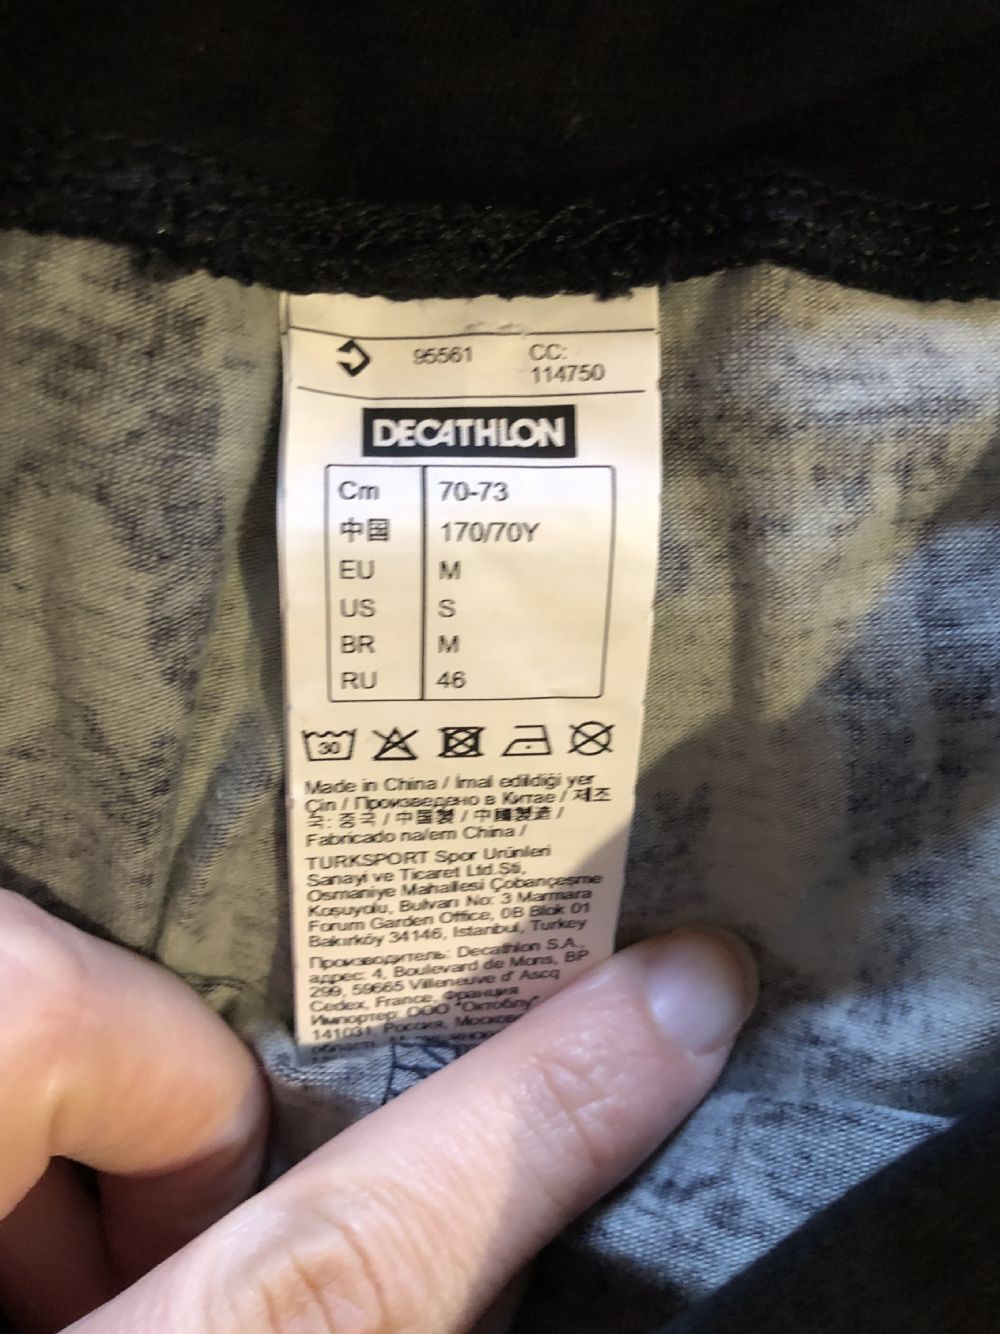 95561 CC:
114750
DECATHLON
Cm 70-73
中国 170/70Y
EU M
US S
BR M
RU 46
30
Made in China / İmal edildiği yer
Çin / Произведено в Китае / 제조
국: 중국 / 中国製 / 中國製造 /
Fabricado na/em China /
TURKSPORT Spor Ürünleri
Sanayi ve Ticaret Ltd.Sti,
Osmaniye Mahallesi Çobançesme
Koşuyolu, Bulvarı No: 3 Marmara
Forum Garden Office, 0B Blok 01
Bakırköy 34146, Istanbul, Turkey
Производитель: Decathlon S.A.,
адрес: 4, Boulevard de Mons, BP
299, 59665 Villeneuve d' Ascq
Cedex, France, Франция
Импортер: ООО "Октоблу"
141031, Россия,